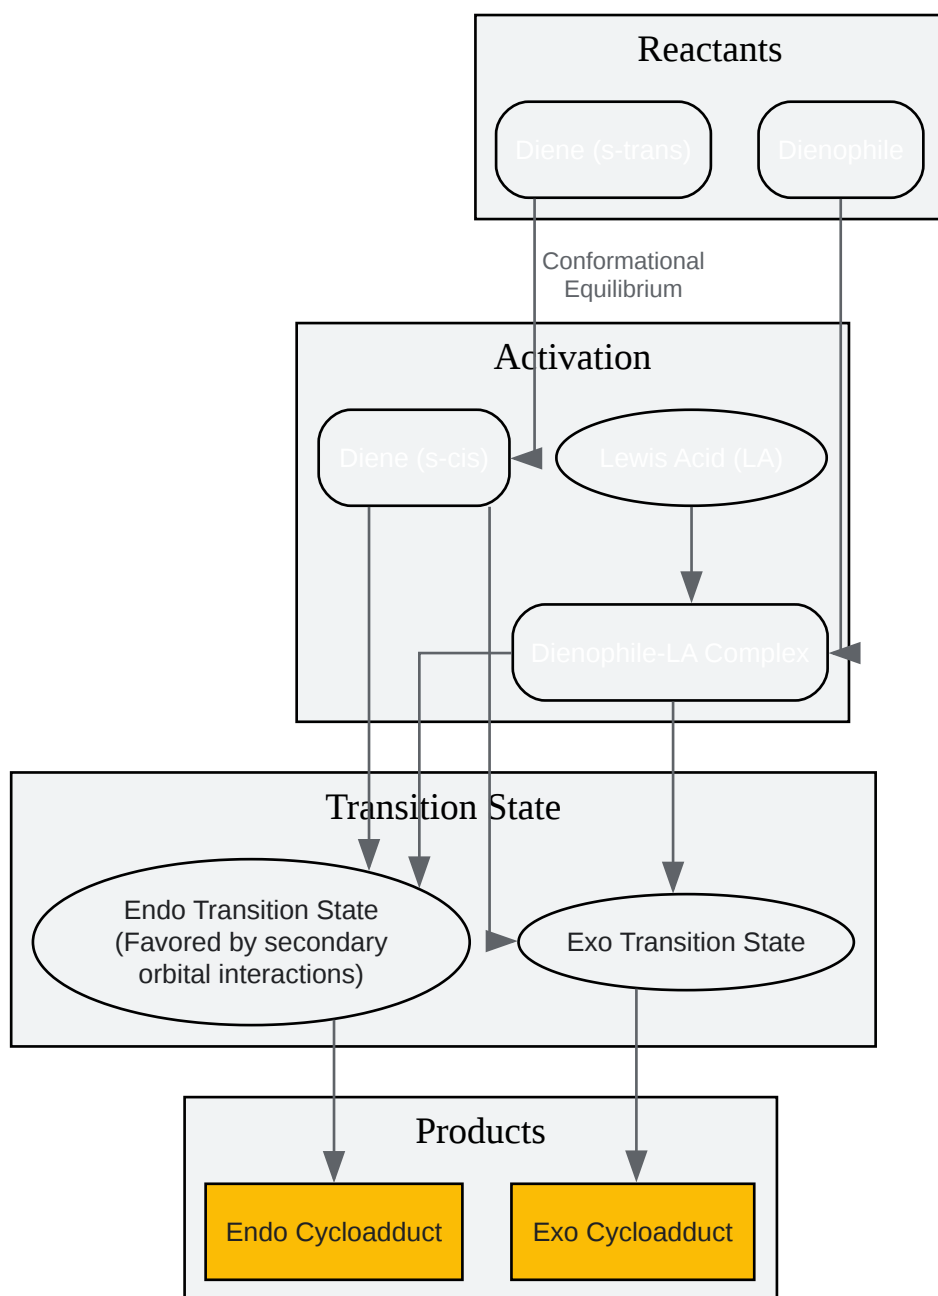 Reactants
Diene (s-trans)
Dienophile
Conformational
Equilibrium
Activation
Diene (s-cis)
Lewis Acid (LA)
Dienophile-LA Complex
Transition State
Endo Transition State
(Favored by secondary
orbital interactions)
Exo Transition State
Products
Endo Cycloadduct
Exo Cycloadduct